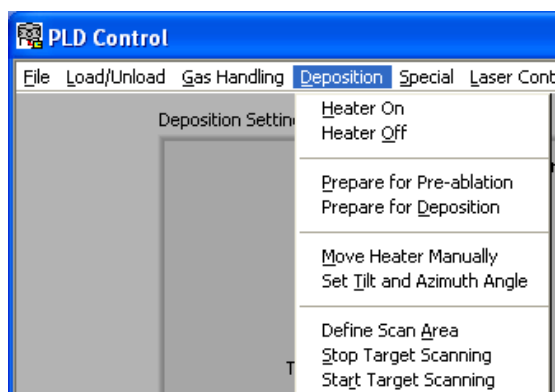 PLD Control
File Load/Unload Gas Handling Deposition Special Laser Cont
Deposition Settin
Heater On
Heater Off
Prepare for Pre-ablation
Prepare for Deposition
Move Heater Manually
Set Tilt and Azimuth Angle
Define Scan Area
Stop Target Scanning
Start Target Scanning
T